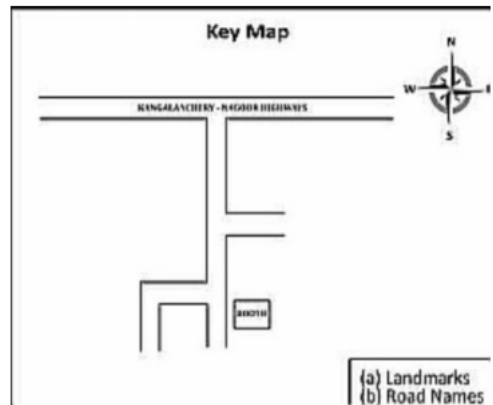 Key Map
N
W
E
KANGALANCHERY - NAGOOR HIGHWAYS
S
BOOTH
(a) Landmarks
(b) Road Names